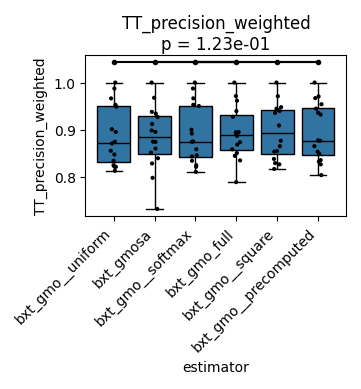 TT_precision_weighted
p = 1.23e-01
TT_precision_weighted
1.0
0.9
0.8
bxt_gmo__uniform
bxt_gmosa
bxt_gmo__softmax
bxt_gmo_full
bxt_gmo__square
bxt_gmo__precomputed
estimator